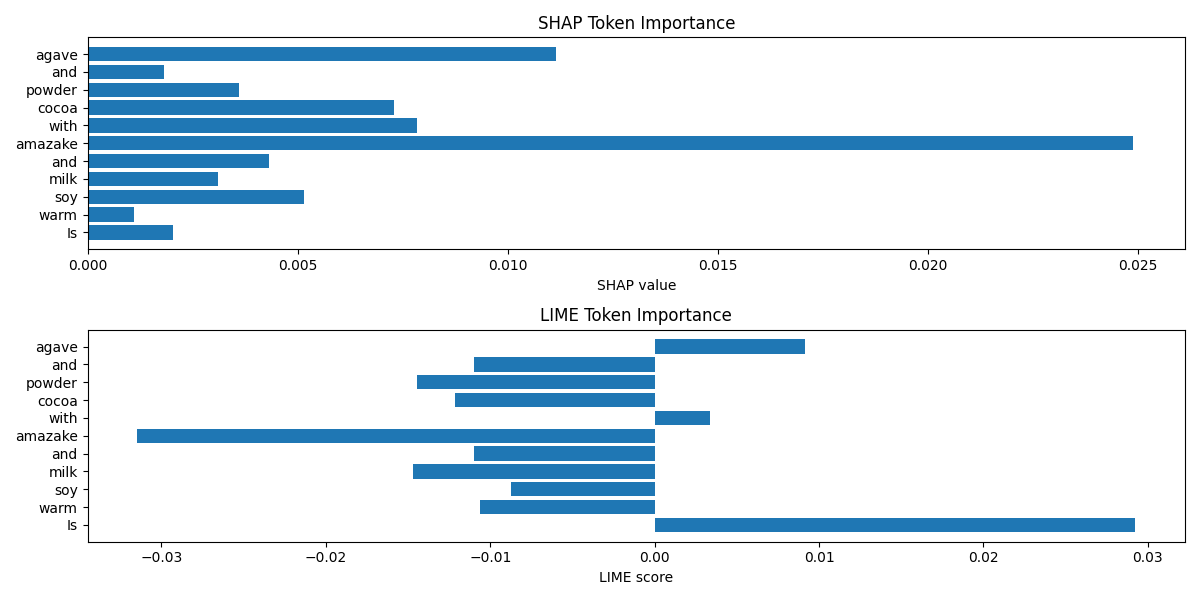 SHAP Token Importance
agave
and
powder
cocoa
with
amazake
and
milk
soy
warm
Is
0.000 0.005 0.010 0.015 0.020 0.025
SHAP value
LIME Token Importance
agave
and
powder
cocoa
with
amazake
and
milk
soy
warm
Is
−0.03 −0.02 −0.01 0.00 0.01 0.02 0.03
LIME score